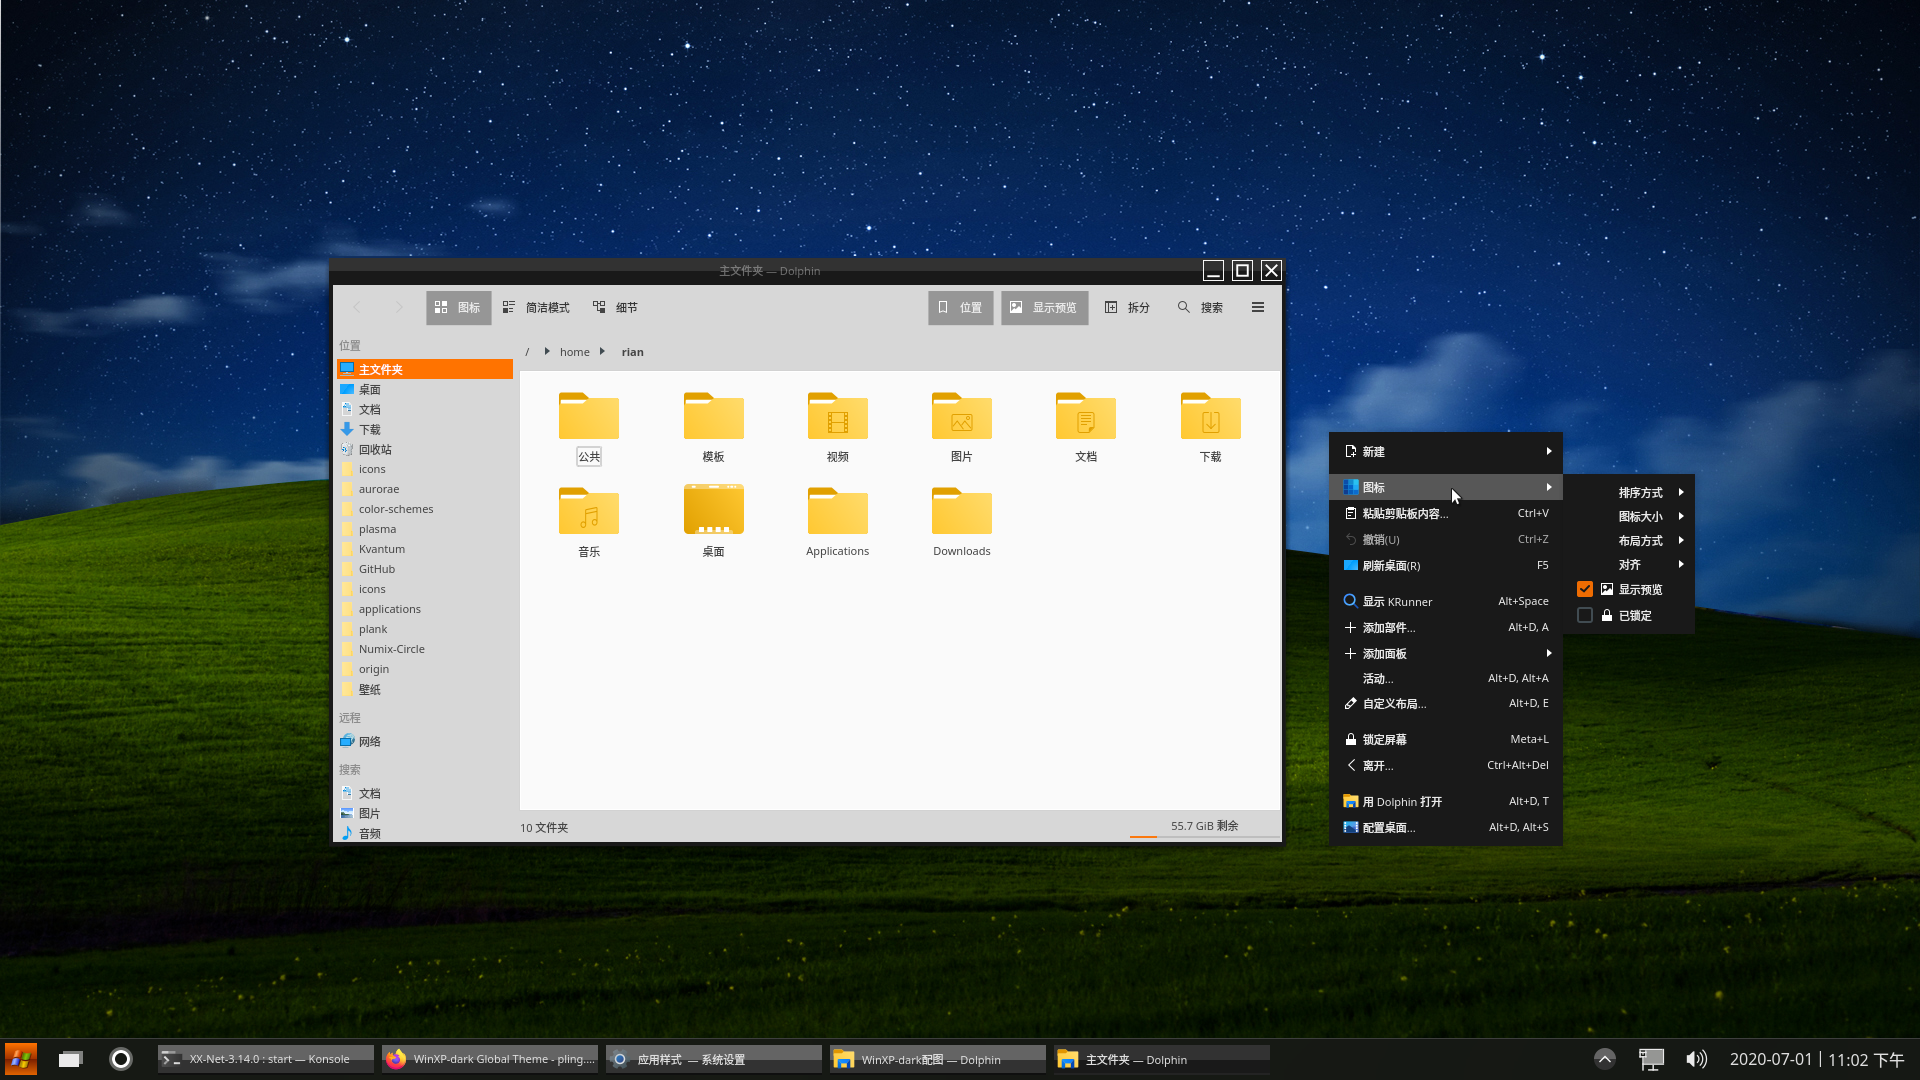 主文件夹 — Dolphin
图标 简洁模式 细节 位置 显示预览 拆分 搜索
/ home rian
位置
主文件夹
桌面
文档
下载
回收站
icons
aurorae
color-schemes
plasma
Kvantum
GitHub
icons
applications
plank
Numix-Circle
origin
壁纸
远程
网络
搜索
文档
图片
音频
公共 模板 视频 图片 文档 下载
音乐 桌面 Applications Downloads
10 文件夹 55.7 GiB 剩余
新建
图标
粘贴剪贴板内容... Ctrl+V
撤销(U) Ctrl+Z
刷新桌面(R) F5
显示 KRunner Alt+Space
添加部件... Alt+D, A
添加面板
活动... Alt+D, Alt+A
自定义布局... Alt+D, E
锁定屏幕 Meta+L
离开... Ctrl+Alt+Del
用 Dolphin 打开 Alt+D, T
配置桌面... Alt+D, Alt+S
排序方式
图标大小
布局方式
对齐
显示预览
已锁定
XX-Net-3.14.0 : start — Konsole
WinXP-dark Global Theme - pling....
应用样式 — 系统设置
WinXP-dark配图 — Dolphin
主文件夹 — Dolphin
2020-07-01 | 11:02 下午